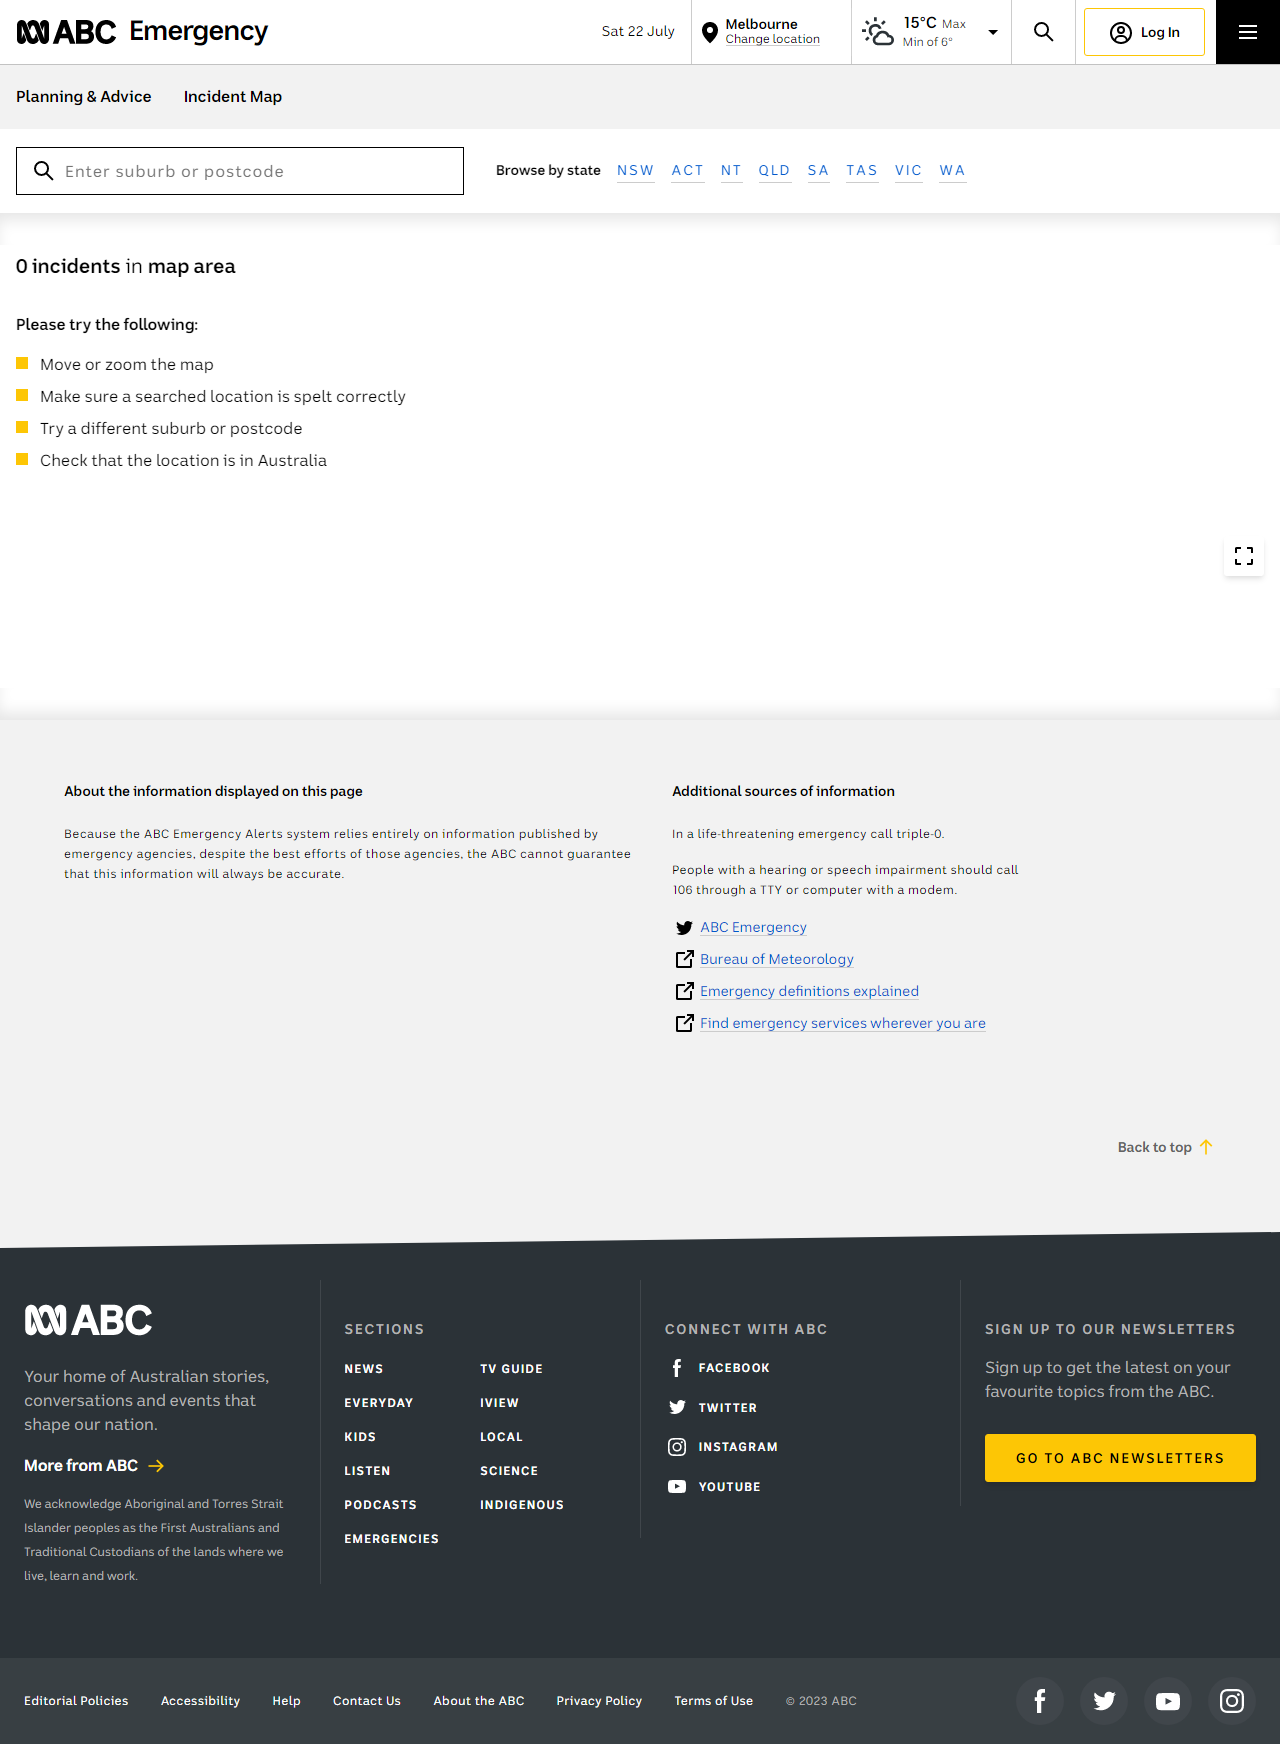 ABC Emergency
Sat 22 July
Melbourne
Change location
15°C Max
Min of 6°
Log In
Planning & Advice
Incident Map
Enter suburb or postcode
Browse by state NSW ACT NT QLD SA TAS VIC WA
0 incidents in map area
Please try the following:
Move or zoom the map
Make sure a searched location is spelt correctly
Try a different suburb or postcode
Check that the location is in Australia
About the information displayed on this page
Because the ABC Emergency Alerts system relies entirely on information published by
emergency agencies, despite the best efforts of those agencies, the ABC cannot guarantee
that this information will always be accurate.
Additional sources of information
In a life-threatening emergency call triple-0.
People with a hearing or speech impairment should call
106 through a TTY or computer with a modem.
ABC Emergency
Bureau of Meteorology
Emergency definitions explained
Find emergency services wherever you are
Back to top
ABC
Your home of Australian stories,
conversations and events that
shape our nation.
More from ABC
We acknowledge Aboriginal and Torres Strait
Islander peoples as the First Australians and
Traditional Custodians of the lands where we
live, learn and work.
SECTIONS
NEWS
EVERYDAY
KIDS
LISTEN
PODCASTS
EMERGENCIES
TV GUIDE
IVIEW
LOCAL
SCIENCE
INDIGENOUS
CONNECT WITH ABC
FACEBOOK
TWITTER
INSTAGRAM
YOUTUBE
SIGN UP TO OUR NEWSLETTERS
Sign up to get the latest on your
favourite topics from the ABC.
GO TO ABC NEWSLETTERS
Editorial Policies Accessibility Help Contact Us About the ABC Privacy Policy Terms of Use © 2023 ABC